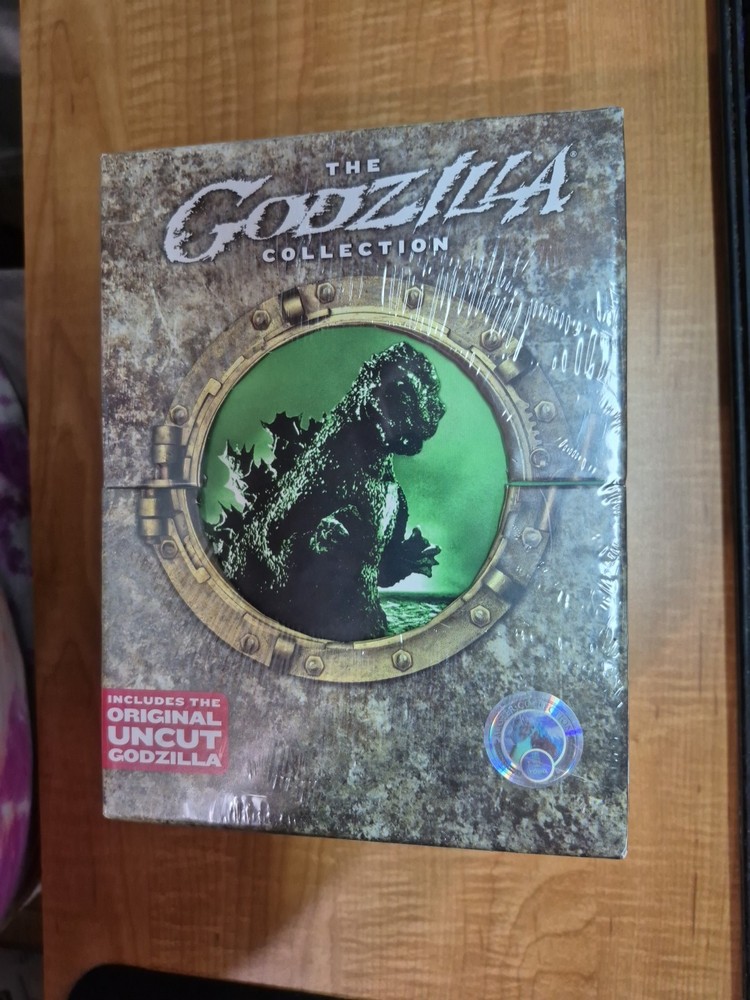 THE
GODZILLA®
COLLECTION
INCLUDES THE
ORIGINAL
UNCUT
GODZILLA